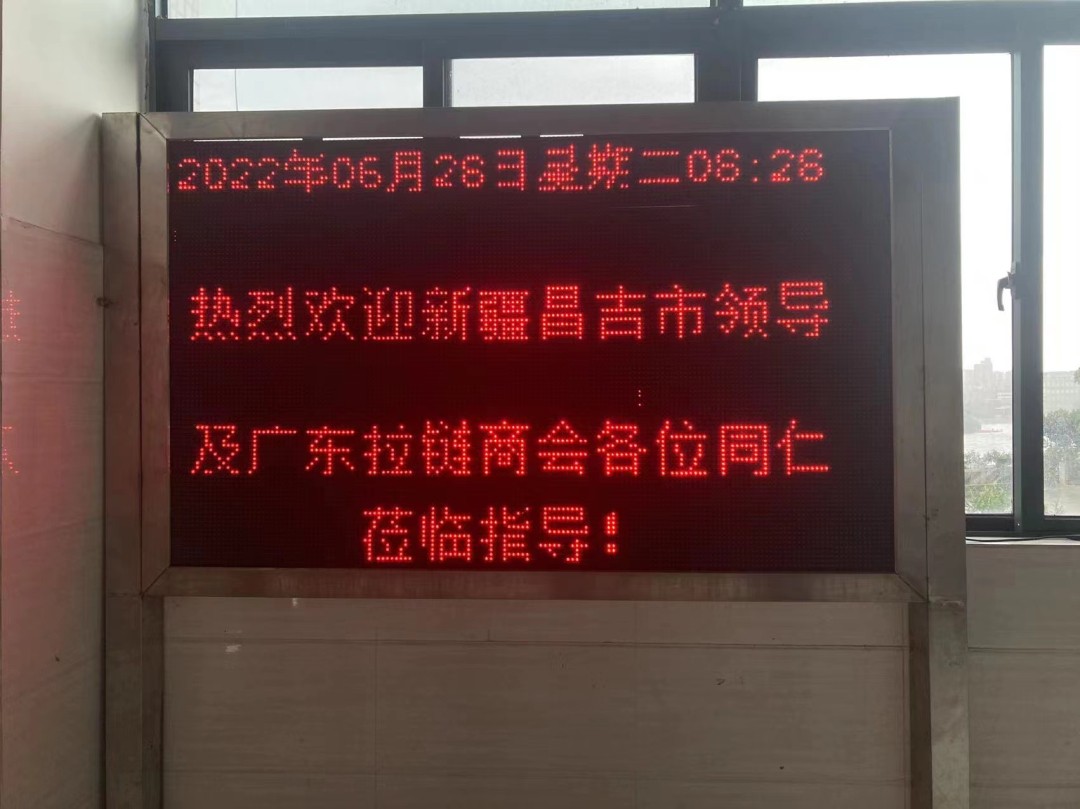 2022年06月26日星期二06:26
热烈欢迎新疆昌吉市领导
及广东拉链商会各位同仁
莅临指导!